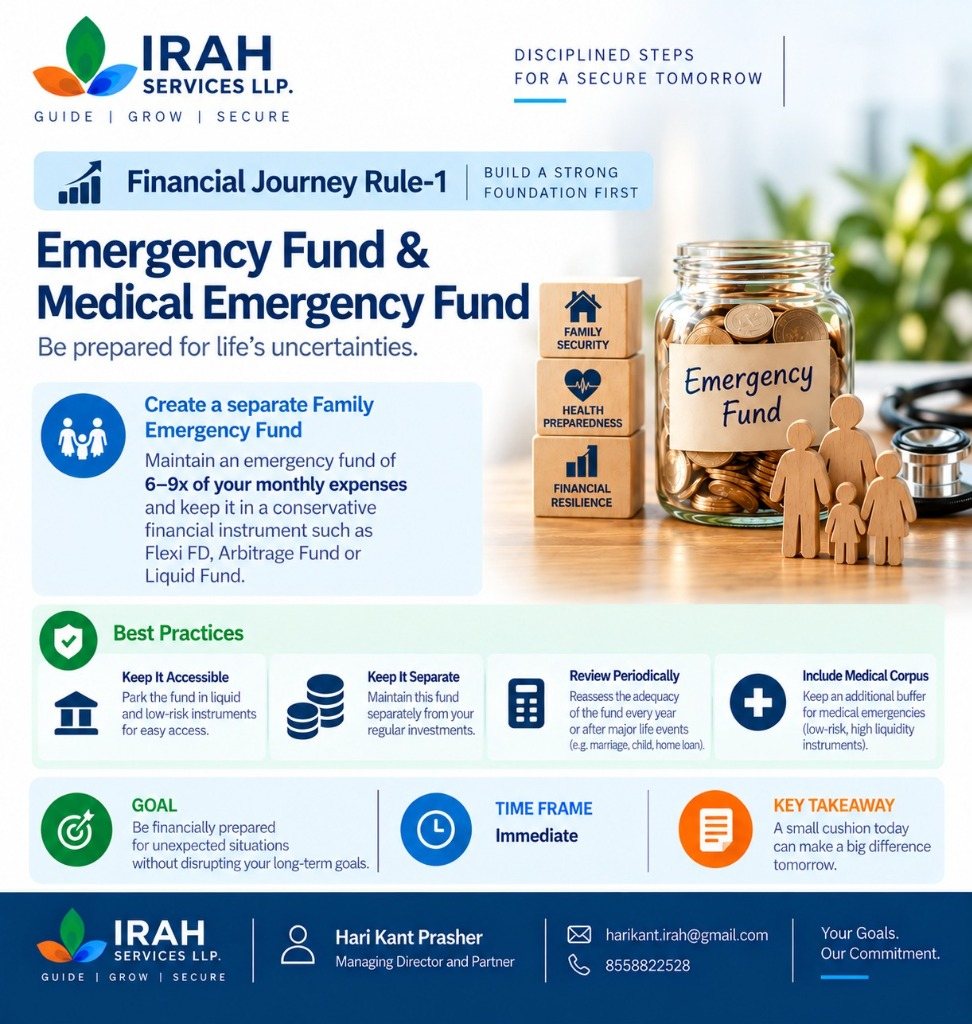 IRAH
SERVICES LLP.
GUIDE | GROW | SECURE
DISCIPLINED STEPS
FOR A SECURE TOMORROW
Financial Journey Rule-1
BUILD A STRONG
FOUNDATION FIRST
Emergency Fund &
Medical Emergency Fund
Be prepared for life's uncertainties.
FAMILY
SECURITY
HEALTH
PREPAREDNESS
FINANCIAL
RESILIENCE
Emergency
Fund
Create a separate Family
Emergency Fund
Maintain an emergency fund of
6–9x of your monthly expenses
and keep it in a conservative
financial instrument such as
Flexi FD, Arbitrage Fund or
Liquid Fund.
Best Practices
Keep It Accessible
Park the fund in liquid
and low-risk instruments
for easy access.
Keep It Separate
Maintain this fund
separately from your
regular investments.
Review Periodically
Reassess the adequacy
of the fund every year
or after major life events
(e.g. marriage, child, home loan).
Include Medical Corpus
Keep an additional buffer
for medical emergencies
(low-risk, high liquidity
instruments).
GOAL
Be financially prepared
for unexpected situations
without disrupting your long-term goals.
TIME FRAME
Immediate
KEY TAKEAWAY
A small cushion today
can make a big difference
tomorrow.
IRAH
SERVICES LLP.
GUIDE | GROW | SECURE
Hari Kant Prasher
Managing Director and Partner
harikant.irah@gmail.com
8558822528
Your Goals.
Our Commitment.